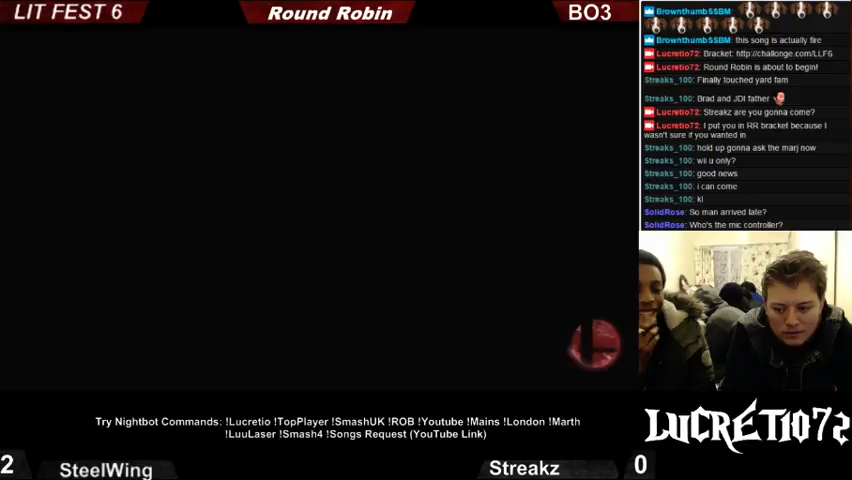 LIT FEST 6
Round Robin
BO3
BrownthumbSSBM:
BrownthumbSSBM: this song is actually fire
Lucretio72: Bracket: http://challonge.com/LLF6
Lucretio72: Round Robin is about to begin!
Streaks_100: Finally touched yard fam
Streaks_100: Brad and JDI father
Lucretio72: Streakz are you gonna come?
Lucretio72: I put you in RR bracket because I
wasn't sure if you wanted in
Streaks_100: hold up gonna ask the marj now
Streaks_100: wii u only?
Streaks_100: good news
Streaks_100: i can come
Streaks_100: kl
SolidRose: So man arrived late?
SolidRose: Who's the mic controller?
Try Nightbot Commands: !Lucretio !TopPlayer !SmashUK !ROB !Youtube !Mains !London !Marth
!LuuLaser !Smash4 !Songs Request (YouTube Link)
LUCRÉTIO72
2 SteelWing
Streakz 0